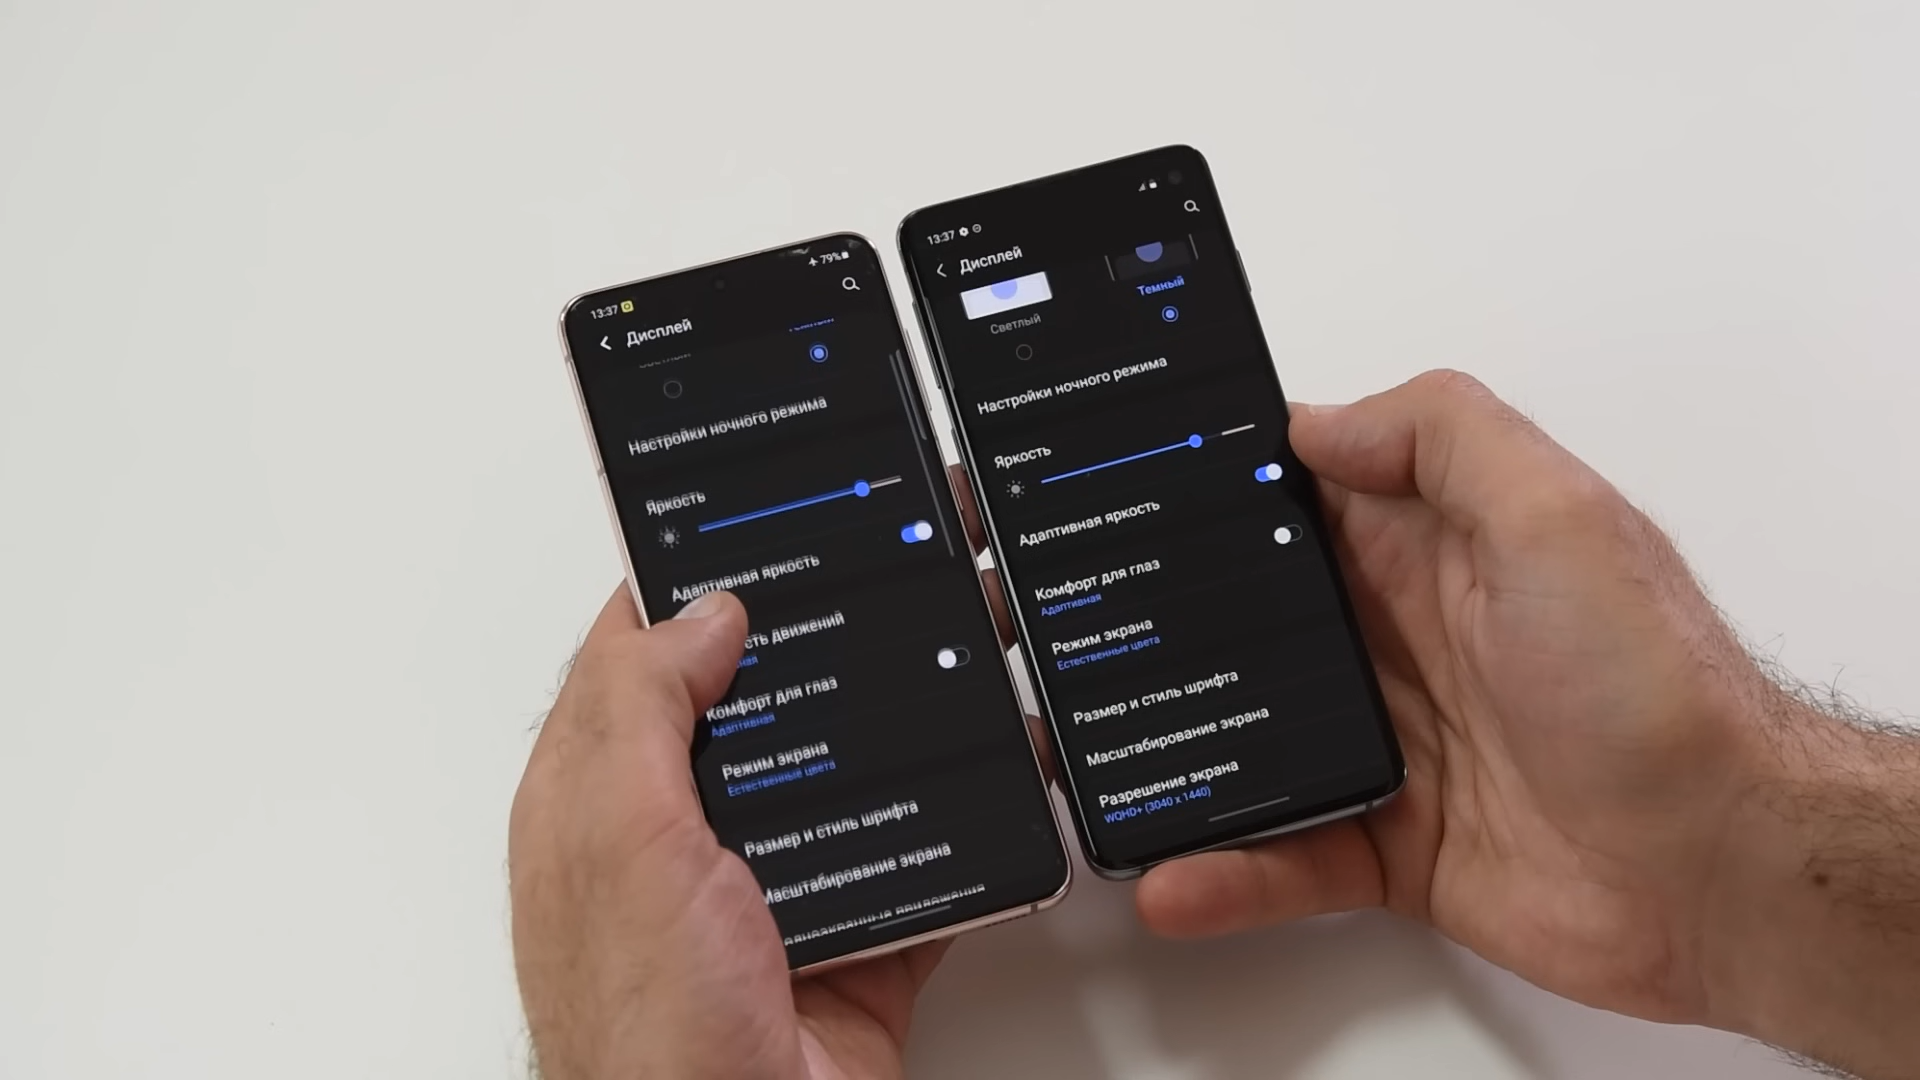 13:37
79%
Дисплей
Настройки ночного режима
Яркость
Адаптивная яркость
движений
Комфорт для глаз
Адаптивная
Режим экрана
Естественные цвета
Размер и стиль шрифта
Масштабирование экрана
13:37
Дисплей
Светлый
Темный
Настройки ночного режима
Яркость
Адаптивная яркость
Комфорт для глаз
Адаптивная
Режим экрана
Естественные цвета
Размер и стиль шрифта
Масштабирование экрана
Разрешение экрана
WQHD+ (3040 x 1440)